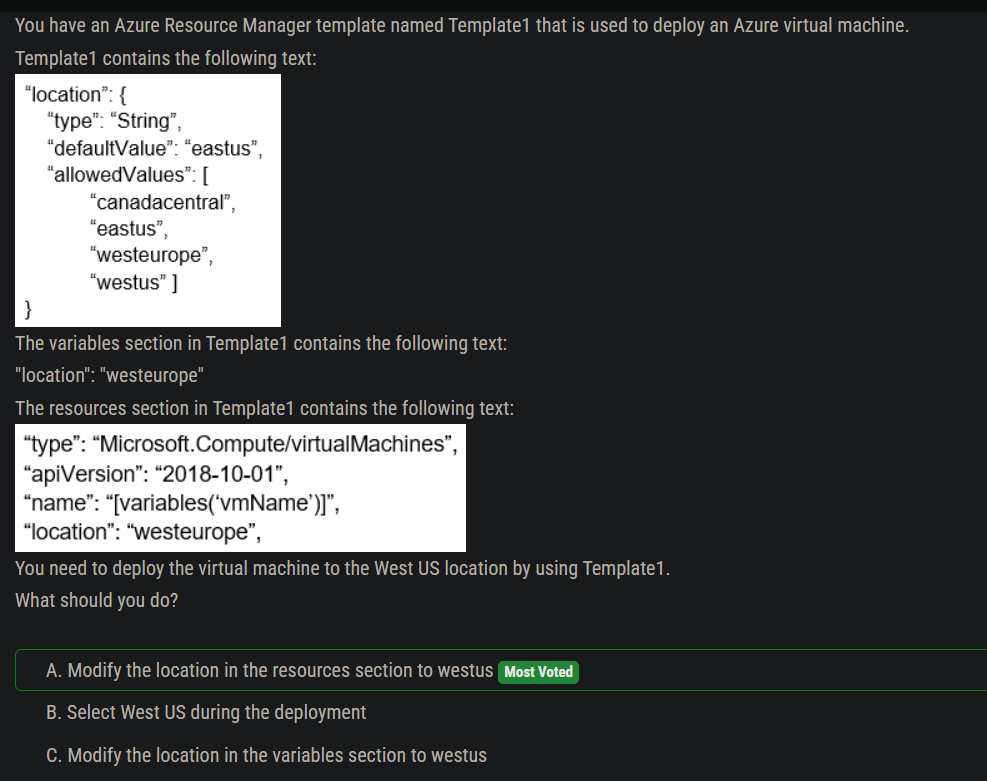 You have an Azure Resource Manager template named Template1 that is used to deploy an Azure virtual machine.
Template1 contains the following text:
“location”: {
“type”: “String”,
“defaultValue”: “eastus”,
“allowedValues”: [
“canadacentral”,
“eastus”,
“westeurope”,
“westus” ]
}
The variables section in Template1 contains the following text:
"location": "westeurope"
The resources section in Template1 contains the following text:
“type”: “Microsoft.Compute/virtualMachines”,
“apiVersion”: “2018-10-01”,
“name”: “[variables(‘vmName’)]”,
“location”: “westeurope”,
You need to deploy the virtual machine to the West US location by using Template1.
What should you do?
A. Modify the location in the resources section to westus Most Voted
B. Select West US during the deployment
C. Modify the location in the variables section to westus